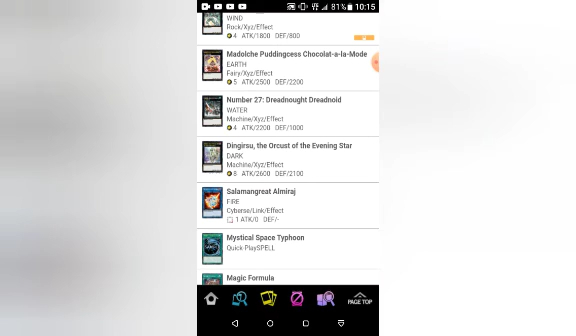 81% 10:15
WIND
Rock/Xyz/Effect
4 ATK/1800 DEF/800
Madolche Puddingcess Chocolat-a-la-Mode
EARTH
Fairy/Xyz/Effect
5 ATK/2500 DEF/2200
Number 27: Dreadnought Dreadnoid
WATER
Machine/Xyz/Effect
4 ATK/2200 DEF/1000
Dingirsu, the Orcust of the Evening Star
DARK
Machine/Xyz/Effect
8 ATK/2600 DEF/2100
Salamangreat Almiraj
FIRE
Cyberse/Link/Effect
1 ATK/0 DEF/-
Mystical Space Typhoon
Quick-PlaySPELL
Magic Formula
PAGE TOP